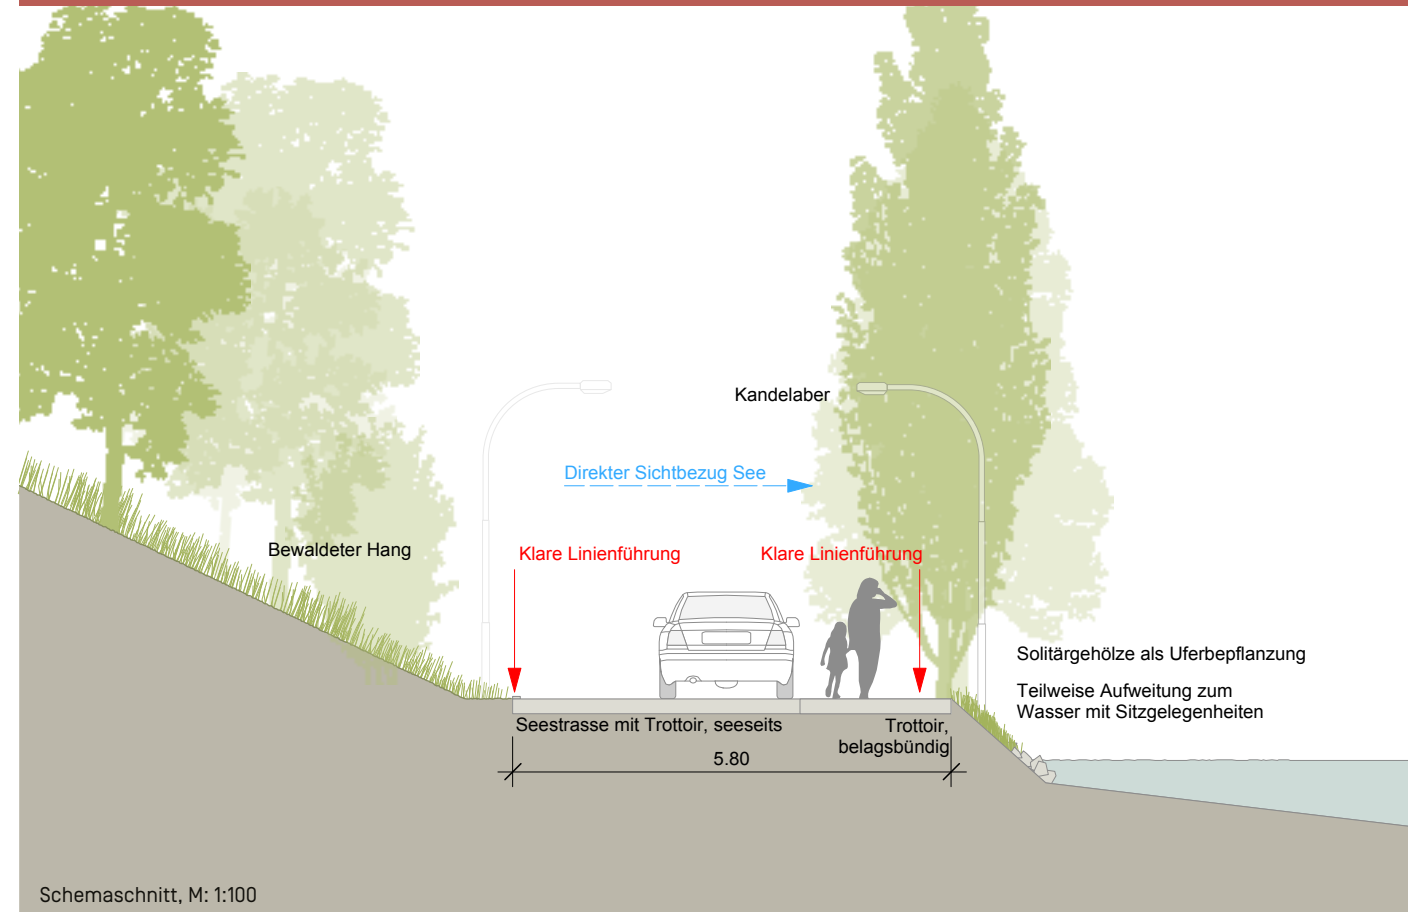 Kandelaber
Direkter Sichtbezug See
Bewaldeter Hang
Klare Linienführung
Klare Linienführung
Solitärgehölze als Uferbepflanzung
Teilweise Aufweitung zum
Wasser mit Sitzgelegenheiten
Seestrasse mit Trottoir, seeseits
Trottoir,
belagsbündig
5.80
Schemaschnitt, M: 1:100